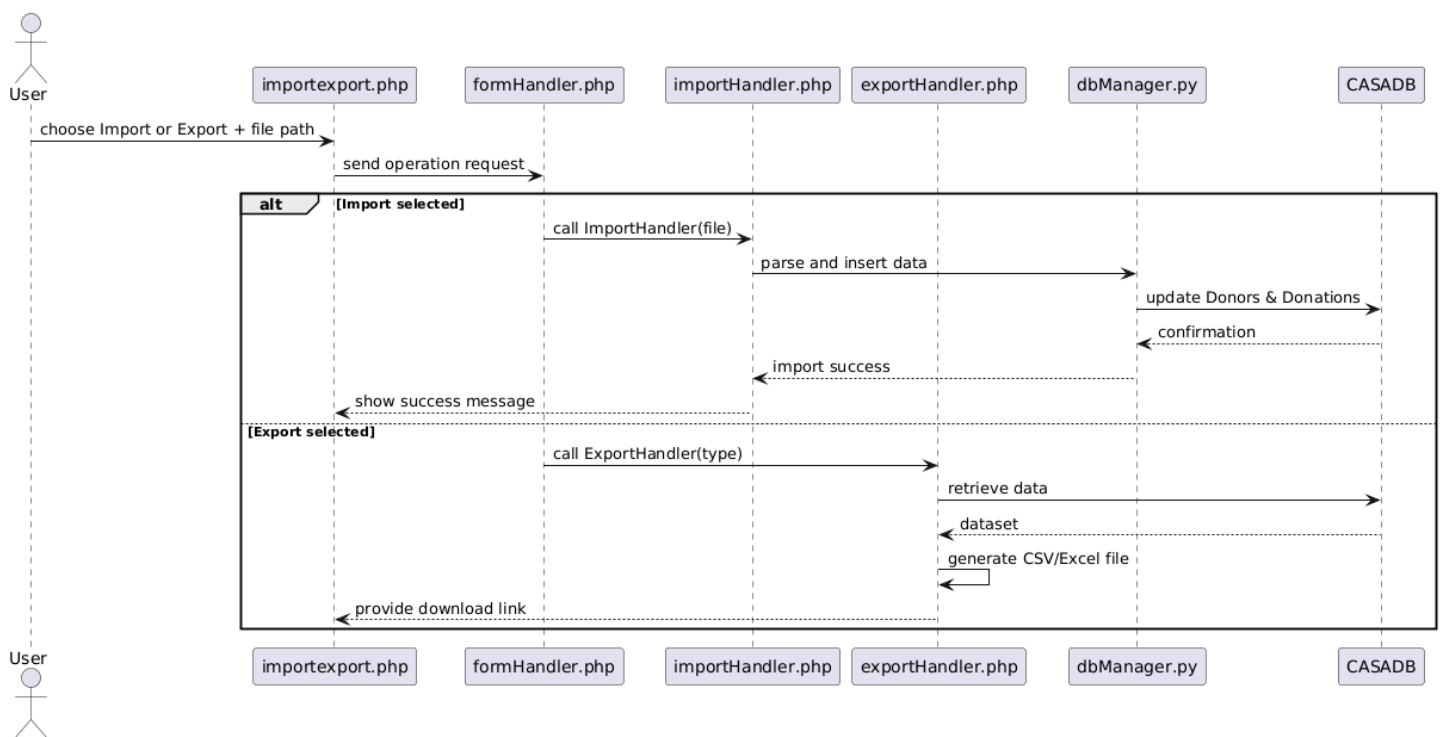 User
importexport.php
formHandler.php
importHandler.php
exportHandler.php
dbManager.py
CASADB
choose Import or Export + file path
send operation request
alt
[Import selected]
call ImportHandler(file)
parse and insert data
update Donors & Donations
confirmation
import success
show success message
[Export selected]
call ExportHandler(type)
retrieve data
dataset
generate CSV/Excel file
provide download link
User
importexport.php
formHandler.php
importHandler.php
exportHandler.php
dbManager.py
CASADB